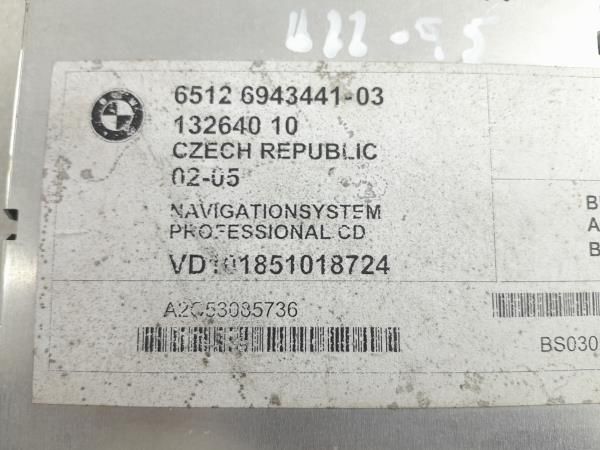 6512 6943441-03
132640 10
CZECH REPUBLIC
02-05
NAVIGATIONSYSTEM
PROFESSIONAL CD
VD101851018724
A2C53085736
BS030
B
A
B